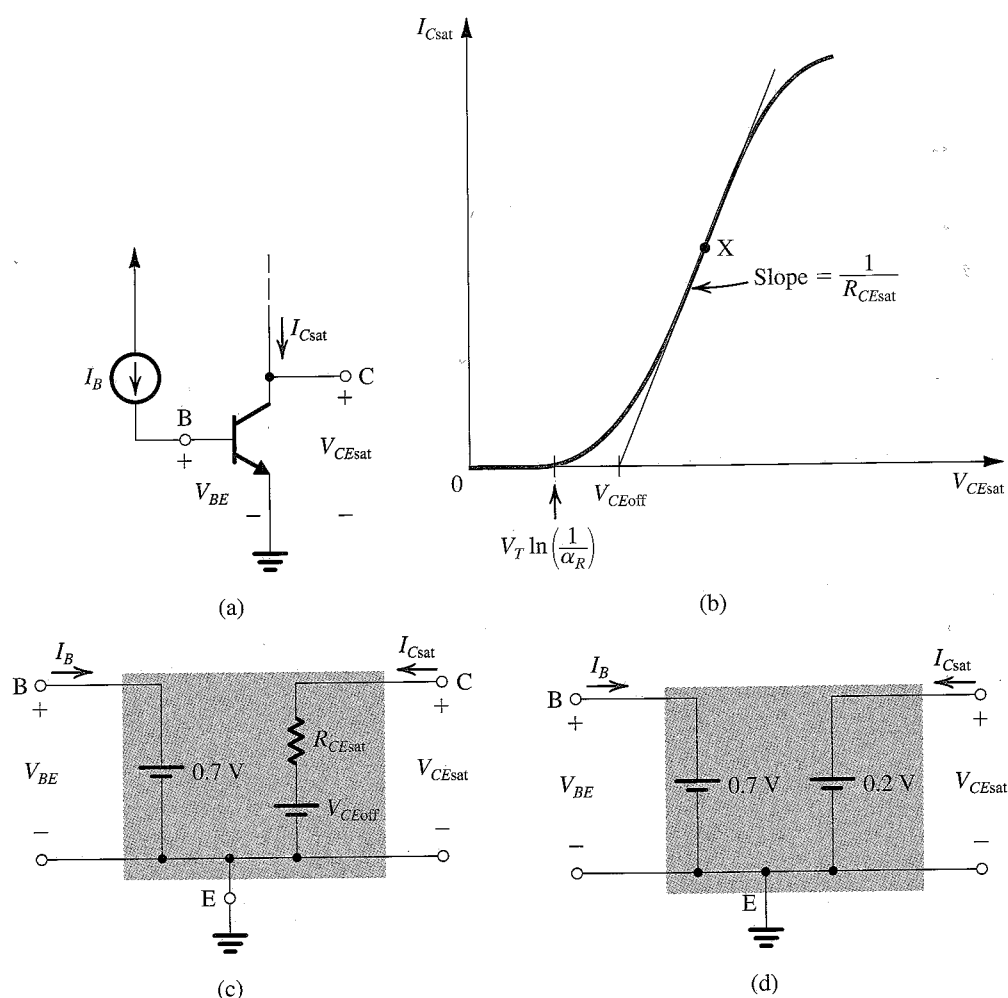 I_Csat
I_B
I_Csat
B
+
C
+
V_CEsat
V_BE
−
−
(a)
X
Slope = 1/R_CEsat
0
V_CEoff
V_CEsat
V_T ln(1/α_R)
(b)
I_B
I_Csat
B
+
C
+
R_CEsat
V_BE
0.7 V
V_CEsat
V_CEoff
−
−
E
(c)
I_B
I_Csat
B
+
+
V_BE
0.7 V
0.2 V
V_CEsat
−
−
E
(d)